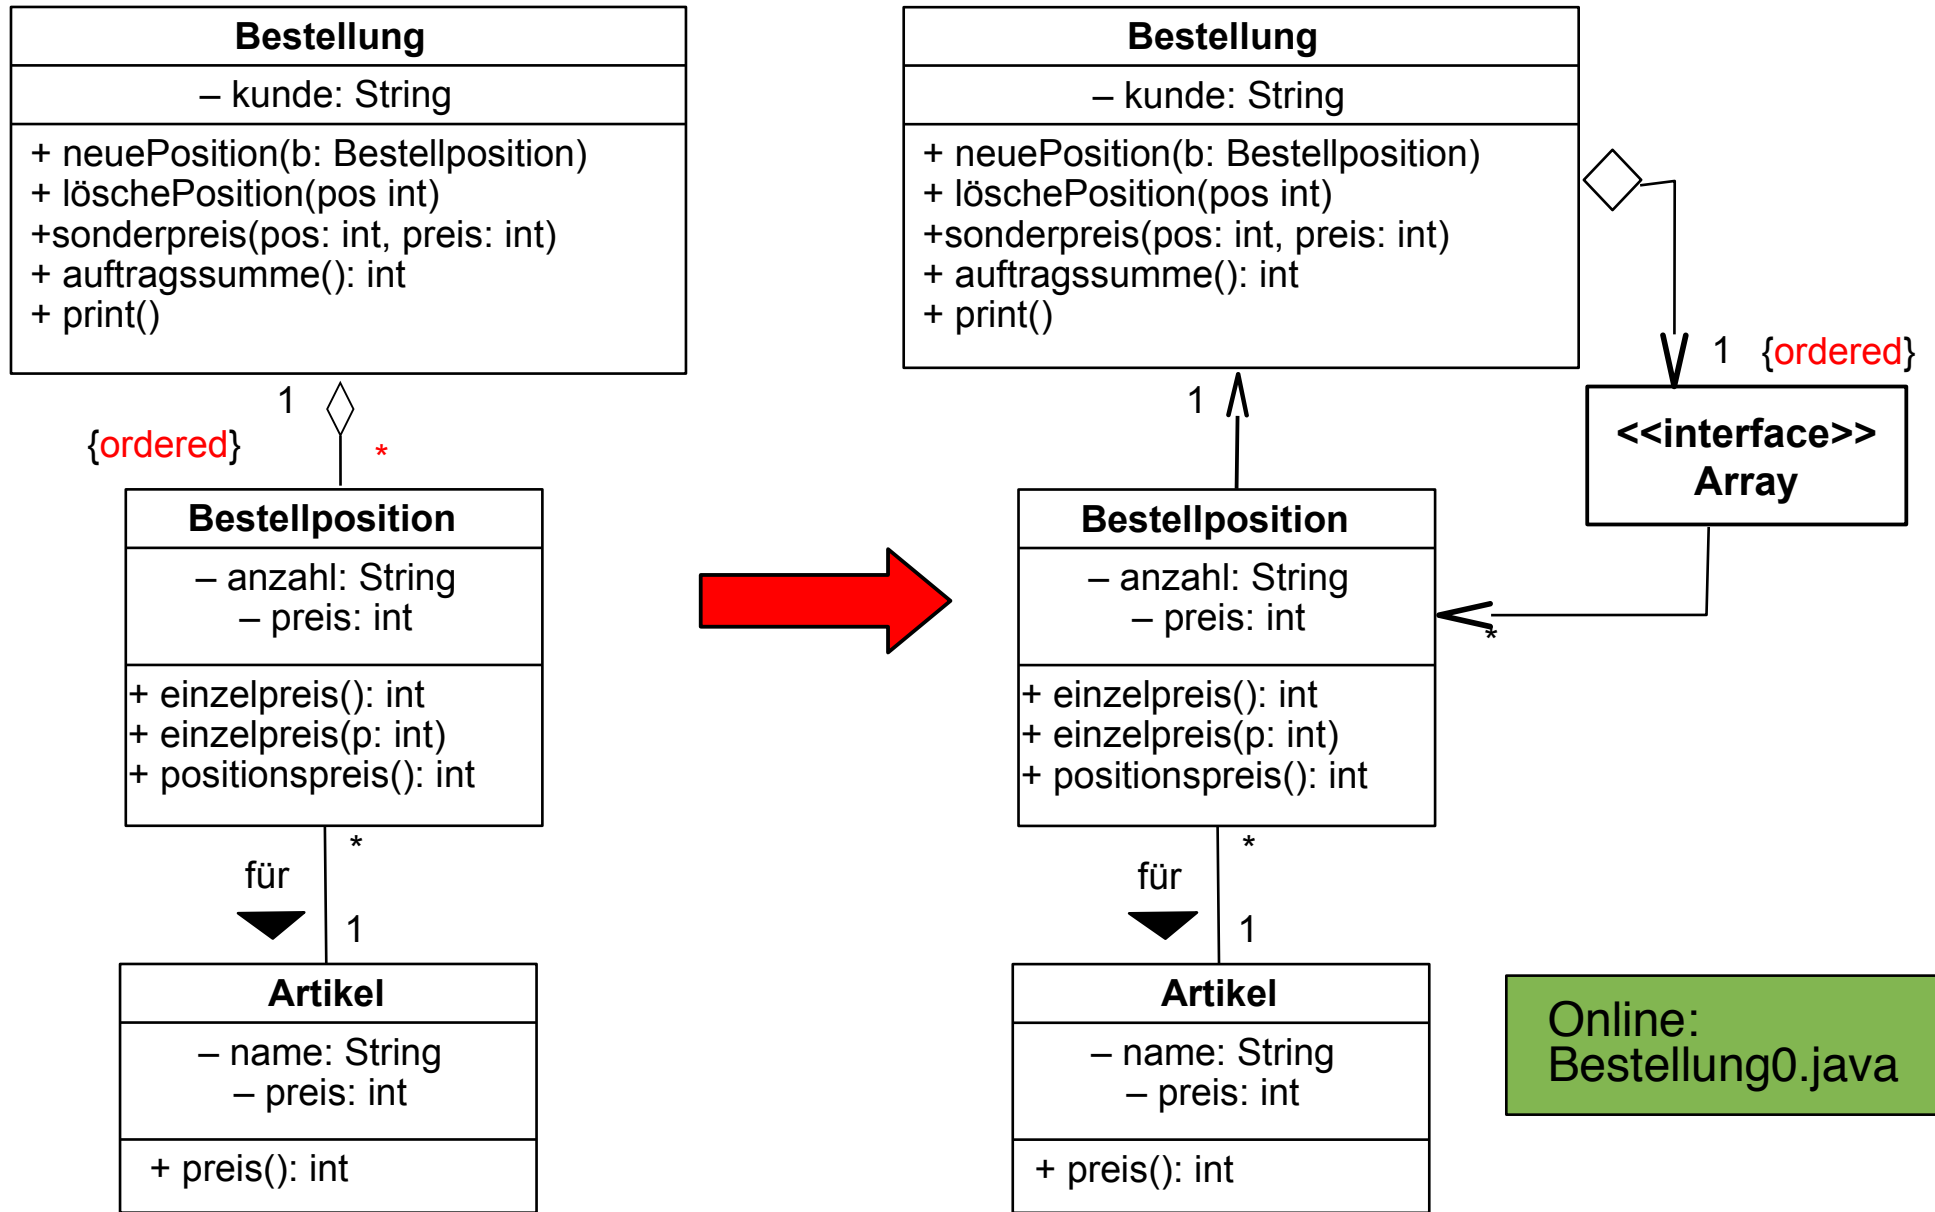 Bestellung
– kunde: String
+ neuePosition(b: Bestellposition)
+ löschePosition(pos int)
+sonderpreis(pos: int, preis: int)
+ auftragssumme(): int
+ print()
1
{ordered}
*
Bestellposition
– anzahl: String
– preis: int
+ einzelpreis(): int
+ einzelpreis(p: int)
+ positionspreis(): int
*
für
1
Artikel
– name: String
– preis: int
+ preis(): int
Bestellung
– kunde: String
+ neuePosition(b: Bestellposition)
+ löschePosition(pos int)
+sonderpreis(pos: int, preis: int)
+ auftragssumme(): int
+ print()
1 {ordered}
<<interface>>
Array
1
Bestellposition
– anzahl: String
– preis: int
*
+ einzelpreis(): int
+ einzelpreis(p: int)
+ positionspreis(): int
*
für
1
Artikel
– name: String
– preis: int
+ preis(): int
Online:
Bestellung0.java